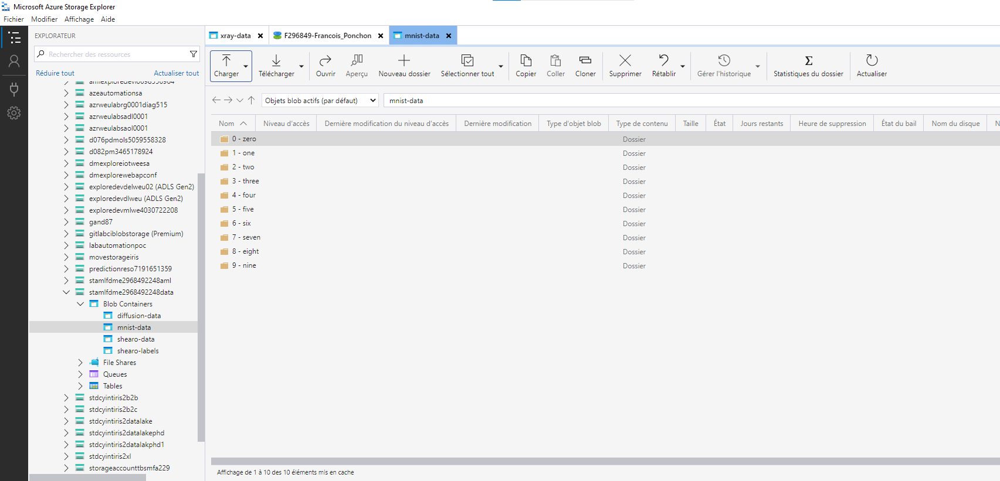 Microsoft Azure Storage Explorer
Fichier Modifier Affichage Aide
EXPLORATEUR
Rechercher des ressources
Réduire tout Actualiser tout
azeautomationsa
azrweulabrg0001diag515
azrweulabsadl0001
azrweulabsaol0001
d076pdmols5059558328
d082pm3465178924
dmexploreiotweesa
dmexplorewebapconf
exploredevdelweu02 (ADLS Gen2)
exploredevdlweu (ADLS Gen2)
exploredevmlwe4030722208
gand87
gitlabciblobstorage (Premium)
labautomationpoc
movestorageiris
predictionreso7191651359
stamlfdme2968492248aml
stamlfdme2968492248data
Blob Containers
diffusion-data
mnist-data
shearo-data
shearo-labels
File Shares
Queues
Tables
stdcyintiris2b2b
stdcyintiris2b2c
stdcyintiris2datalake
stdcyintiris2datalakephd
stdcyintiris2datalakphd1
stdcyintiris2xl
storageaccounttbsmfa229
xray-data F296849-Francois_Ponchon mnist-data
Charger Télécharger Ouvrir Aperçu Nouveau dossier Sélectionner tout Copier Coller Cloner Supprimer Rétablir Gérer l'historique Statistiques du dossier Actualiser
Objets blob actifs (par défaut) mnist-data
Nom Niveau d'accès Dernière modification du niveau d'accès Dernière modification Type d'objet blob Type de contenu Taille État Jours restants Heure de suppression État du bail Nom du disque N
0 - zero Dossier
1 - one Dossier
2 - two Dossier
3 - three Dossier
4 - four Dossier
5 - five Dossier
6 - six Dossier
7 - seven Dossier
8 - eight Dossier
9 - nine Dossier
Affichage de 1 à 10 des 10 éléments mis en cache